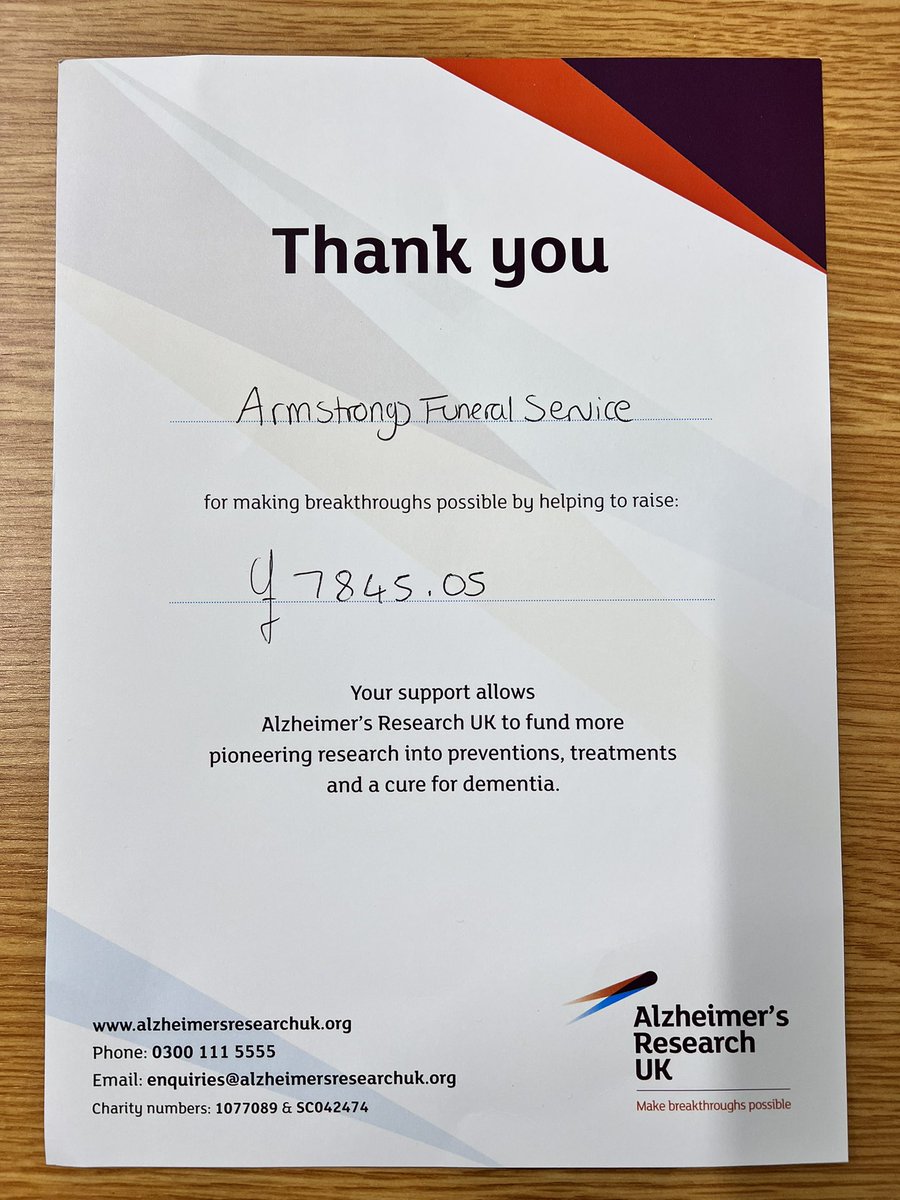 Thank you
Armstrongs Funeral Service
for making breakthroughs possible by helping to raise:
£ 7845.05
Your support allows
Alzheimer's Research UK to fund more
pioneering research into preventions, treatments
and a cure for dementia.
www.alzheimersresearchuk.org
Phone: 0300 111 5555
Email: enquiries@alzheimersresearchuk.org
Charity numbers: 1077089 & SC042474
Alzheimer's
Research
UK
Make breakthroughs possible